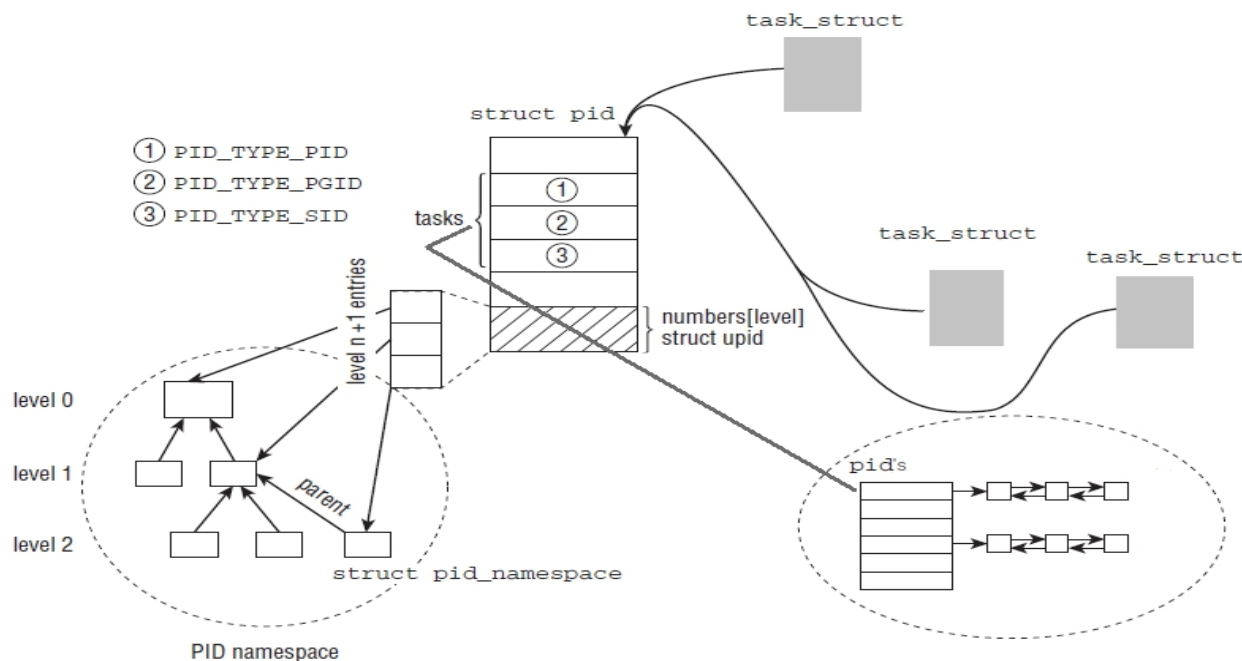 task_struct
struct pid
① PID_TYPE_PID
② PID_TYPE_PGID
③ PID_TYPE_SID
tasks
①
②
③
task_struct
task_struct
level n +1 entries
numbers[level]
struct upid
level 0
level 1
level 2
parent
struct pid_namespace
PID namespace
pid's